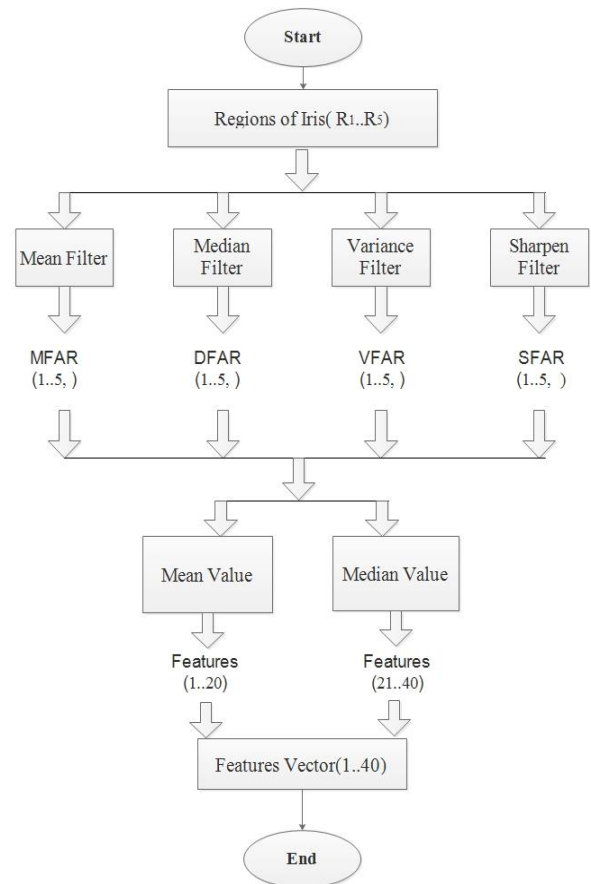 Start
Regions of Iris( R1..R5)
Mean Filter
Median
Filter
Variance
Filter
Sharpen
Filter
MFAR
(1..5, )
DFAR
(1..5, )
VFAR
(1..5, )
SFAR
(1..5, )
Mean Value
Median Value
Features
(1..20)
Features
(21..40)
Features Vector(1..40)
End